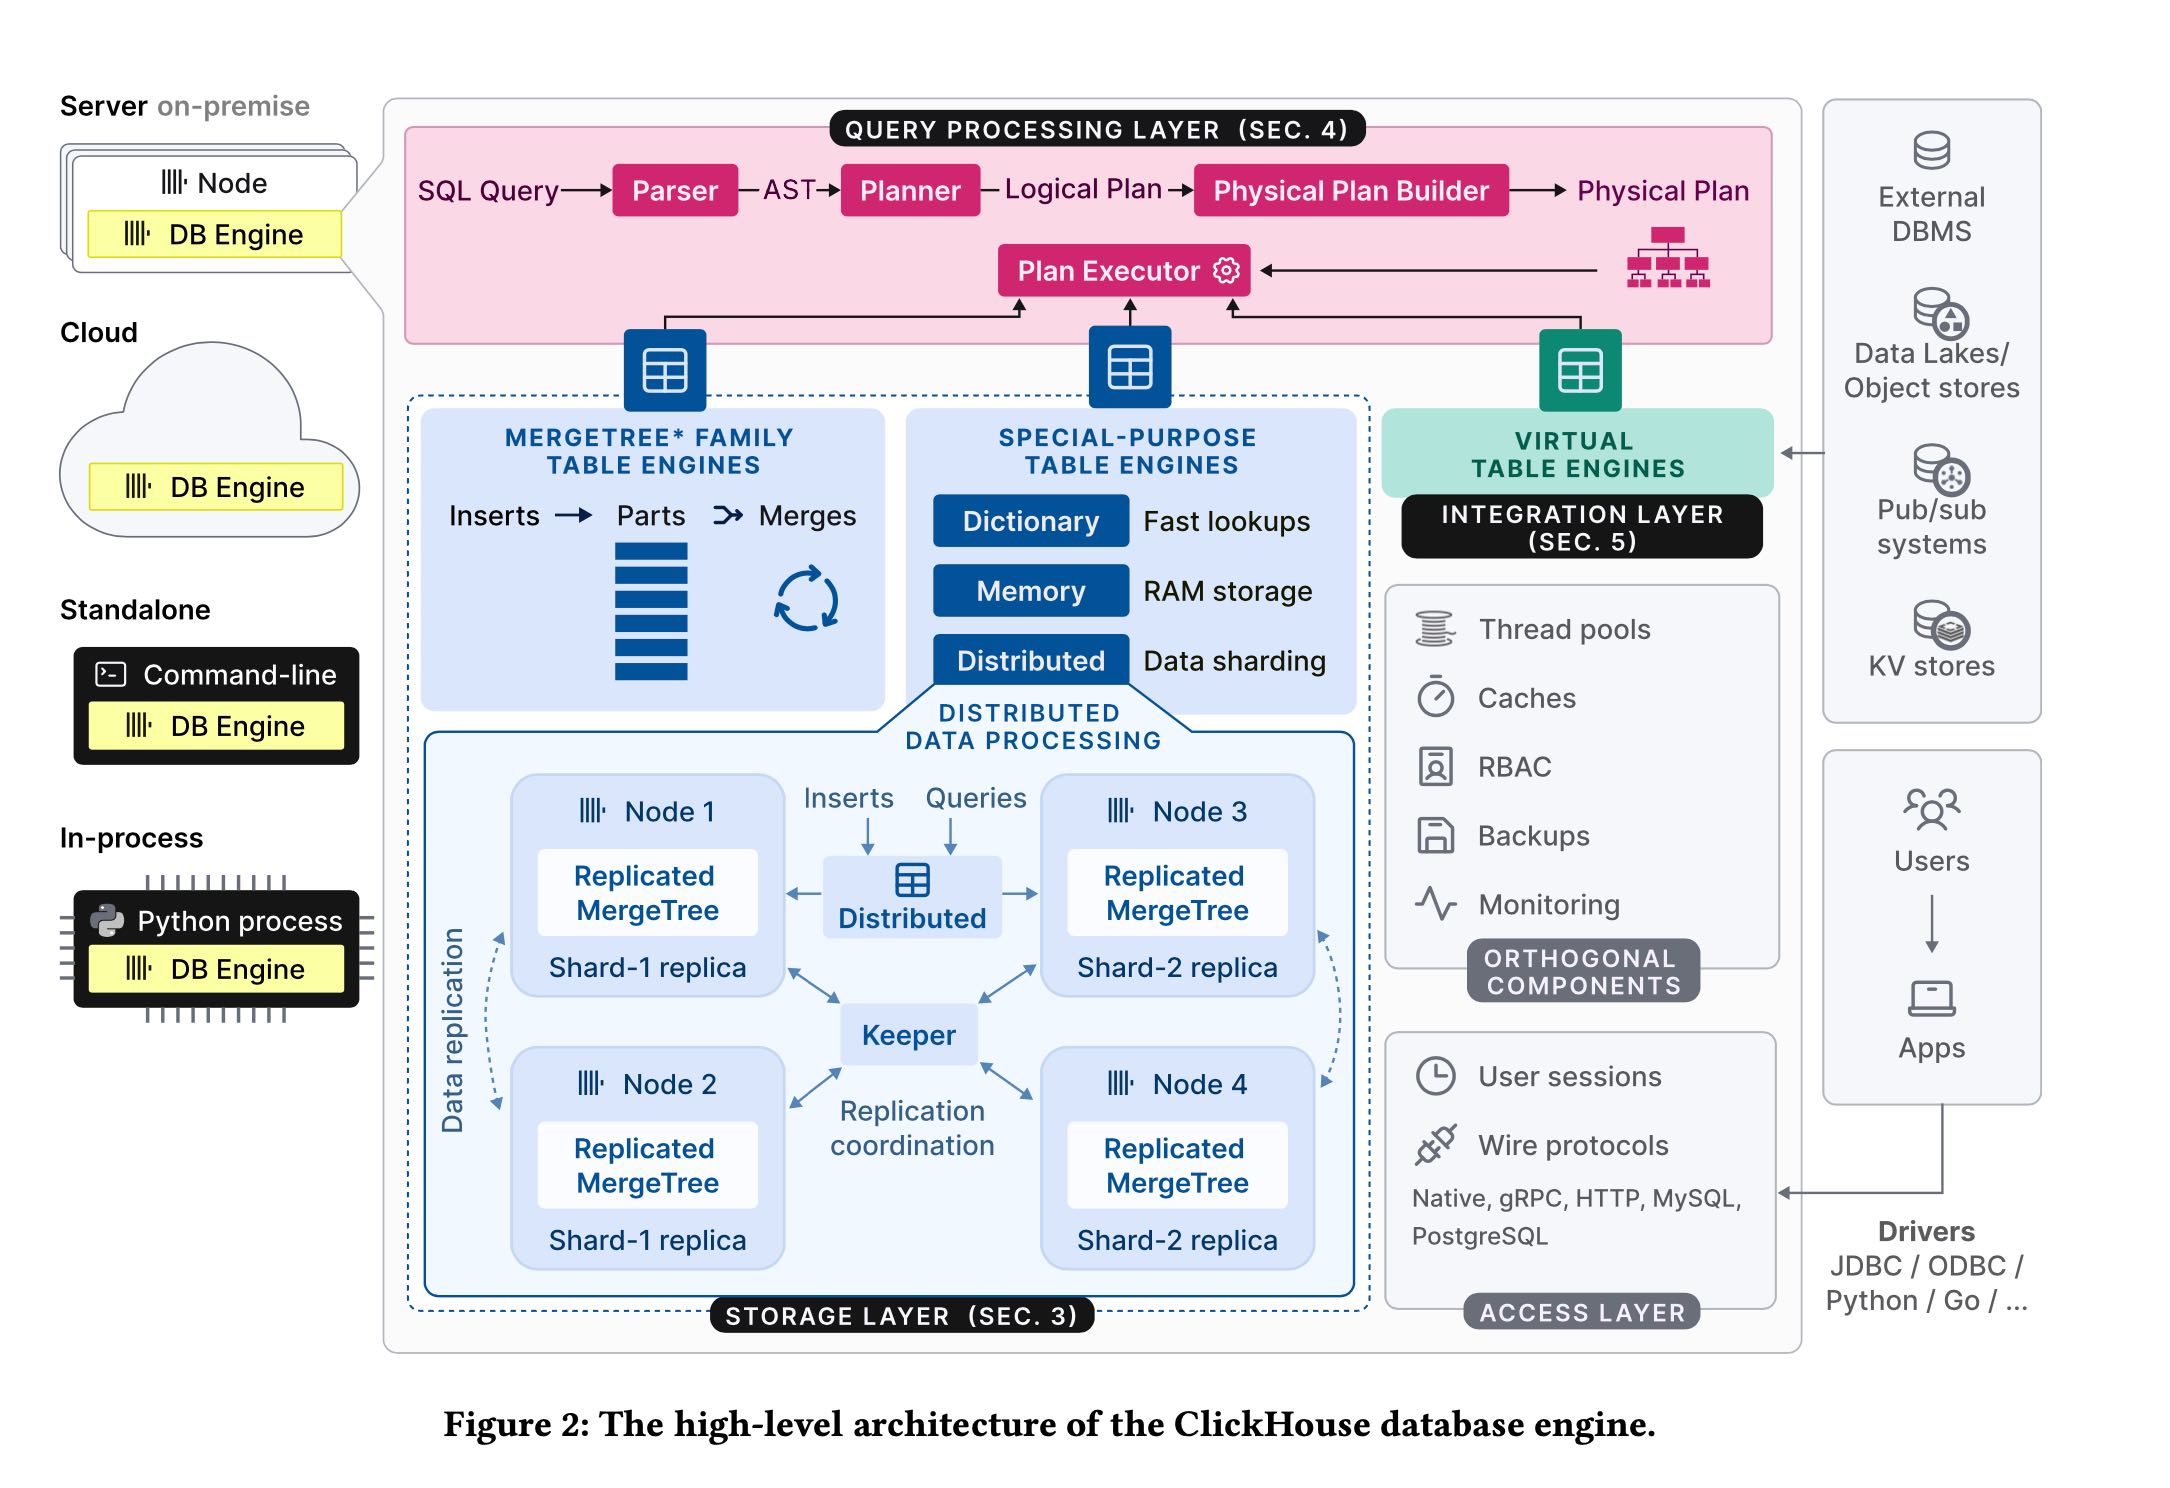 Server on-premise
Node
DB Engine
Cloud
DB Engine
Standalone
Command-line
DB Engine
In-process
Python process
DB Engine
QUERY PROCESSING LAYER (SEC. 4)
SQL Query
Parser
AST
Planner
Logical Plan
Physical Plan Builder
Physical Plan
Plan Executor
MERGETREE* FAMILY
TABLE ENGINES
Inserts
Parts
Merges
SPECIAL-PURPOSE
TABLE ENGINES
Dictionary
Fast lookups
Memory
RAM storage
Distributed
Data sharding
DISTRIBUTED
DATA PROCESSING
Node 1
Replicated
MergeTree
Shard-1 replica
Inserts
Queries
Distributed
Node 3
Replicated
MergeTree
Shard-2 replica
Data replication
Keeper
Replication
coordination
Node 2
Replicated
MergeTree
Shard-1 replica
Node 4
Replicated
MergeTree
Shard-2 replica
STORAGE LAYER (SEC. 3)
VIRTUAL
TABLE ENGINES
INTEGRATION LAYER
(SEC. 5)
Thread pools
Caches
RBAC
Backups
Monitoring
ORTHOGONAL
COMPONENTS
User sessions
Wire protocols
Native, gRPC, HTTP, MySQL,
PostgreSQL
ACCESS LAYER
External
DBMS
Data Lakes/
Object stores
Pub/sub
systems
KV stores
Users
Apps
Drivers
JDBC / ODBC /
Python / Go / ...
Figure 2: The high-level architecture of the ClickHouse database engine.